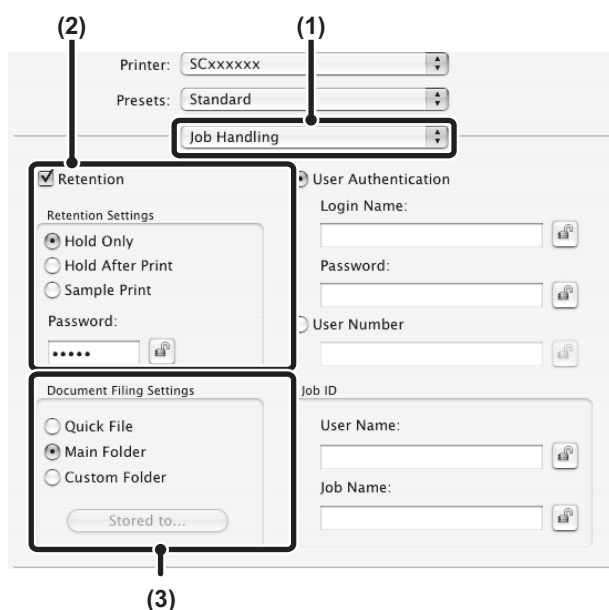 (2) (1)
Printer: SCxxxxxx
Presets: Standard
Job Handling
Retention
Retention Settings
Hold Only
Hold After Print
Sample Print
Password:
•••••
User Authentication
Login Name:
Password:
User Number
Document Filing Settings
Quick File
Main Folder
Custom Folder
Stored to...
Job ID
User Name:
Job Name:
(3)